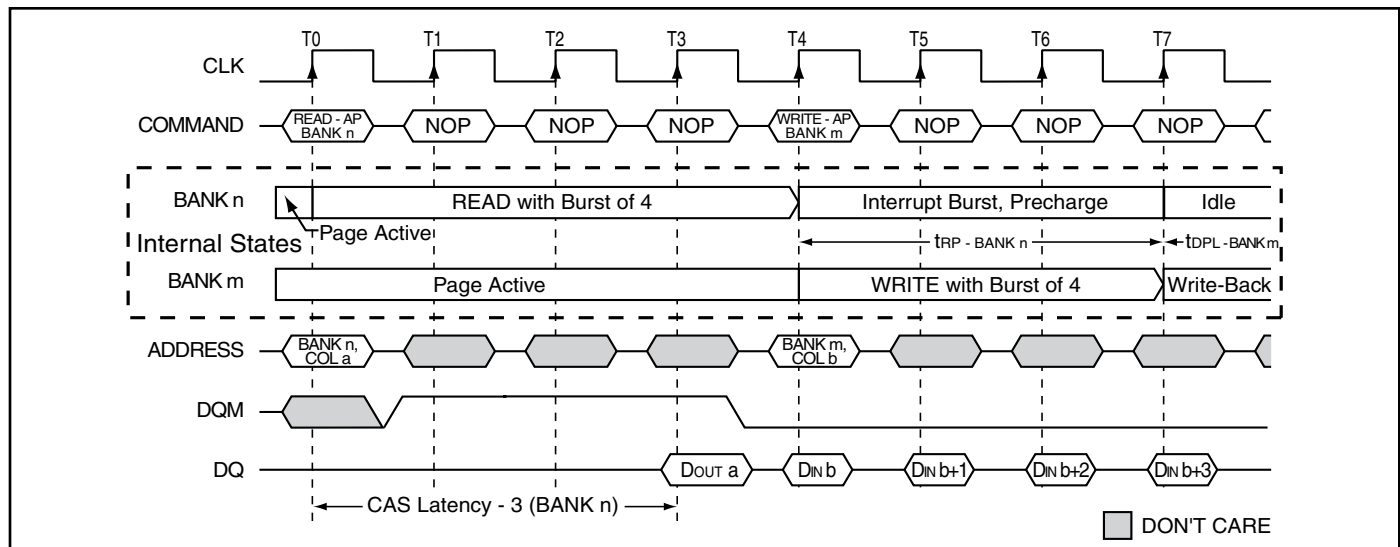 T0 T1 T2 T3 T4 T5 T6 T7
CLK
COMMAND READ - AP BANK n NOP NOP NOP WRITE - AP BANK m NOP NOP NOP
BANK n READ with Burst of 4 Interrupt Burst, Precharge Idle
Page Active
Internal States tRP - BANK n tDPL - BANK m
BANK m Page Active WRITE with Burst of 4 Write-Back
ADDRESS BANK n, COL a BANK m, COL b
DQM
DQ DOUT a DIN b DIN b+1 DIN b+2 DIN b+3
CAS Latency - 3 (BANK n)
DON'T CARE